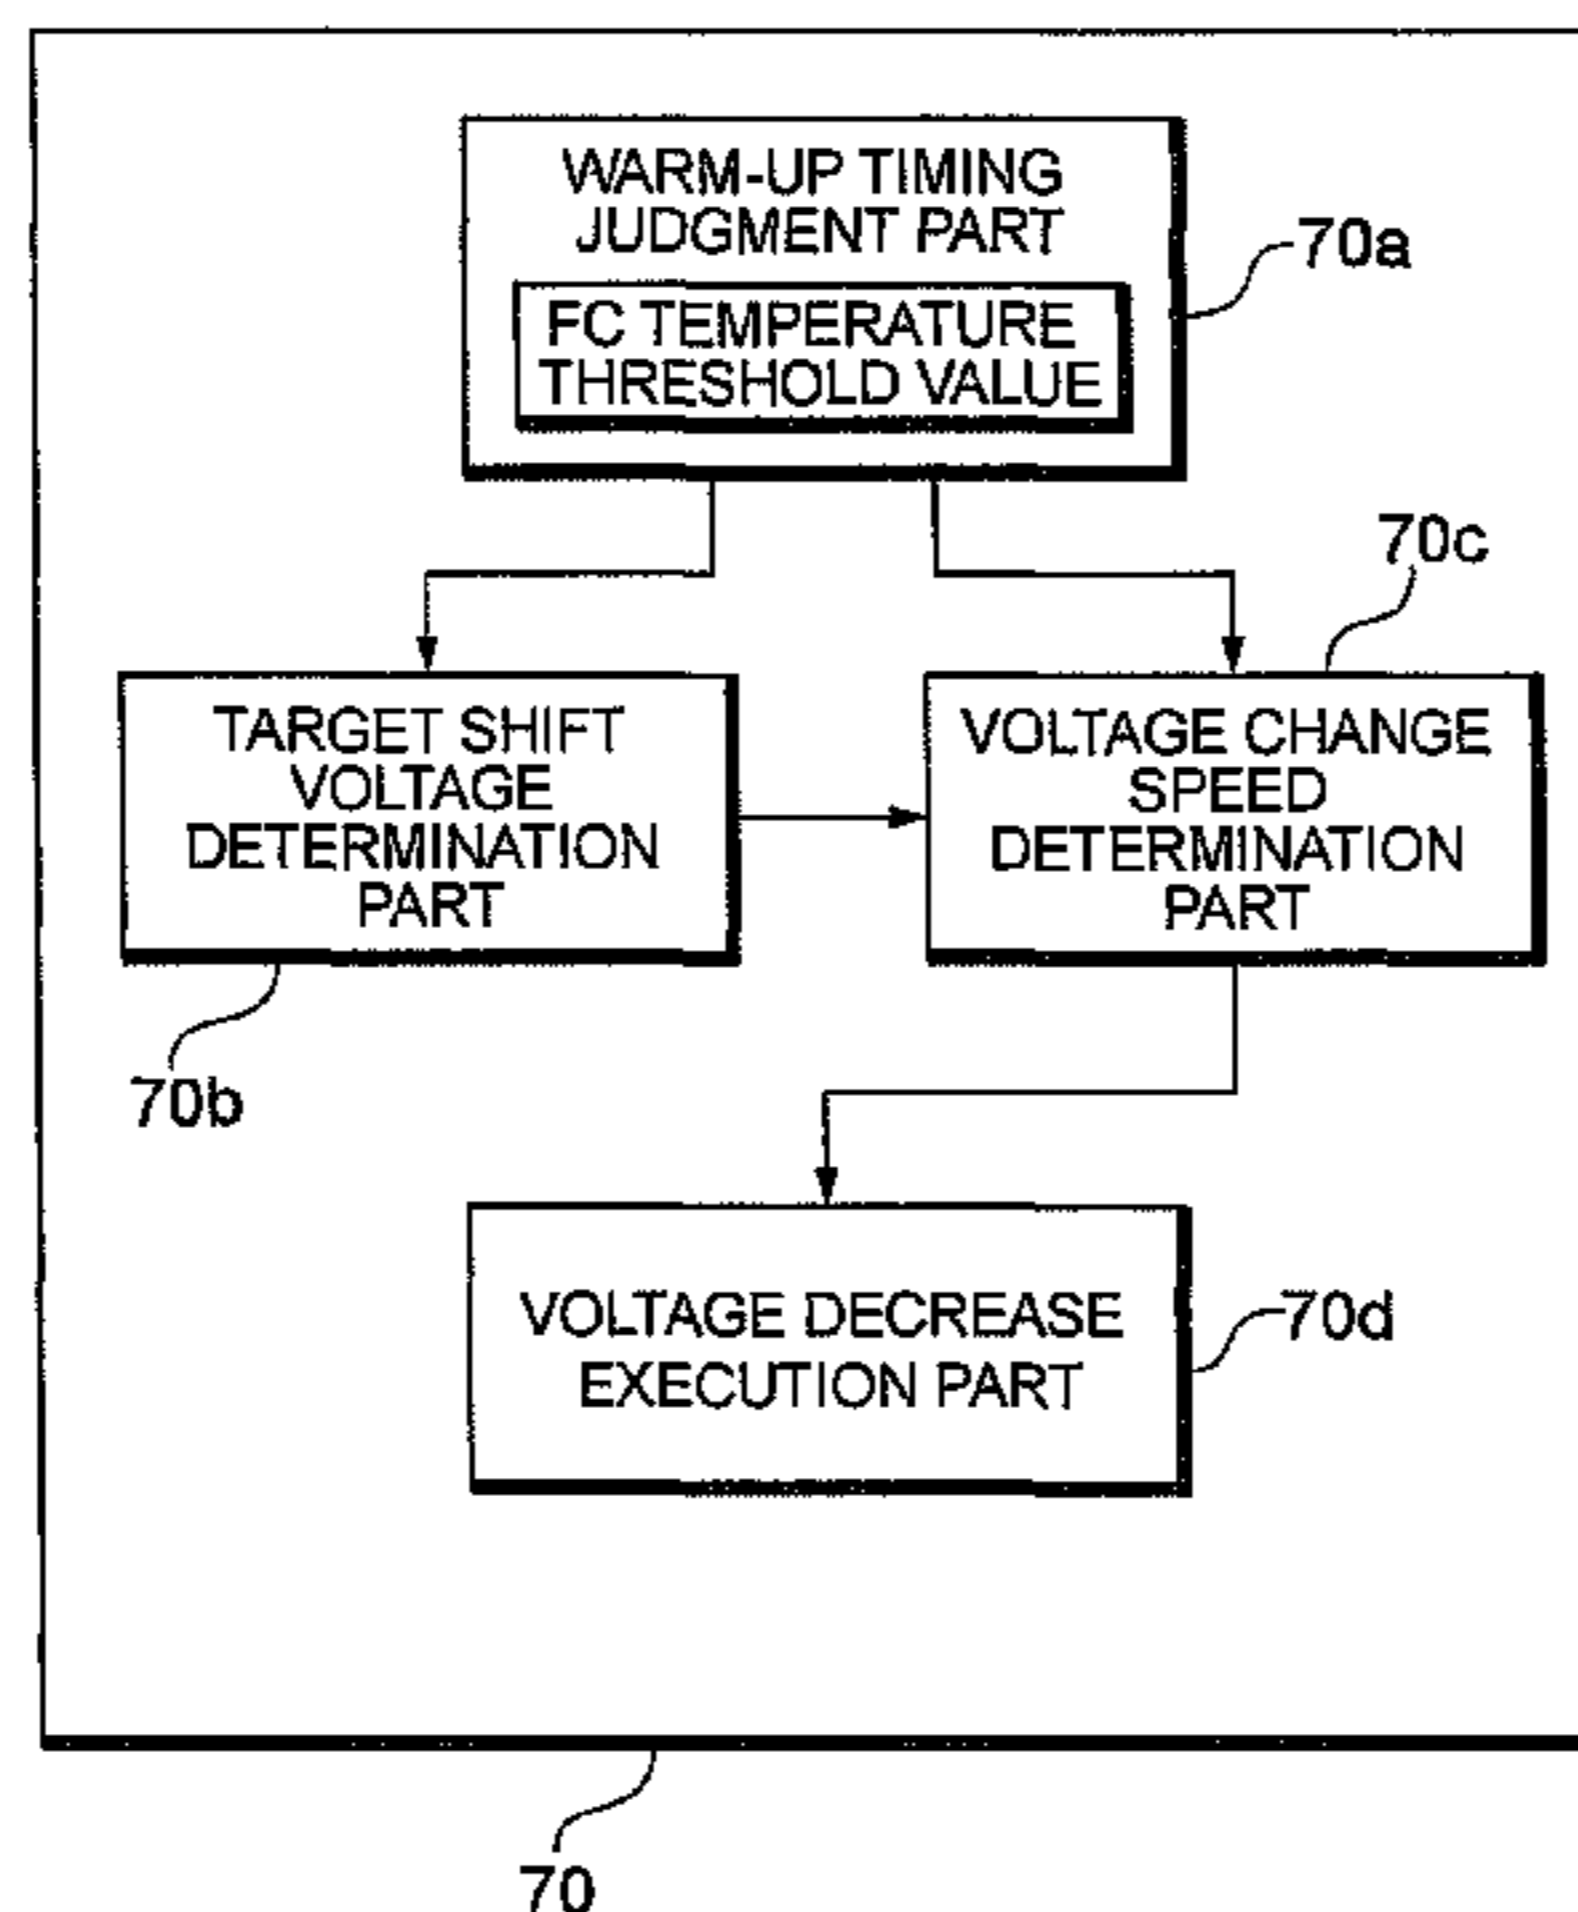 WARM-UP TIMING
JUDGMENT PART
70a
FC TEMPERATURE
THRESHOLD VALUE
70c
TARGET SHIFT
VOLTAGE
DETERMINATION
PART
VOLTAGE CHANGE
SPEED
DETERMINATION
PART
70b
VOLTAGE DECREASE
EXECUTION PART
70d
70